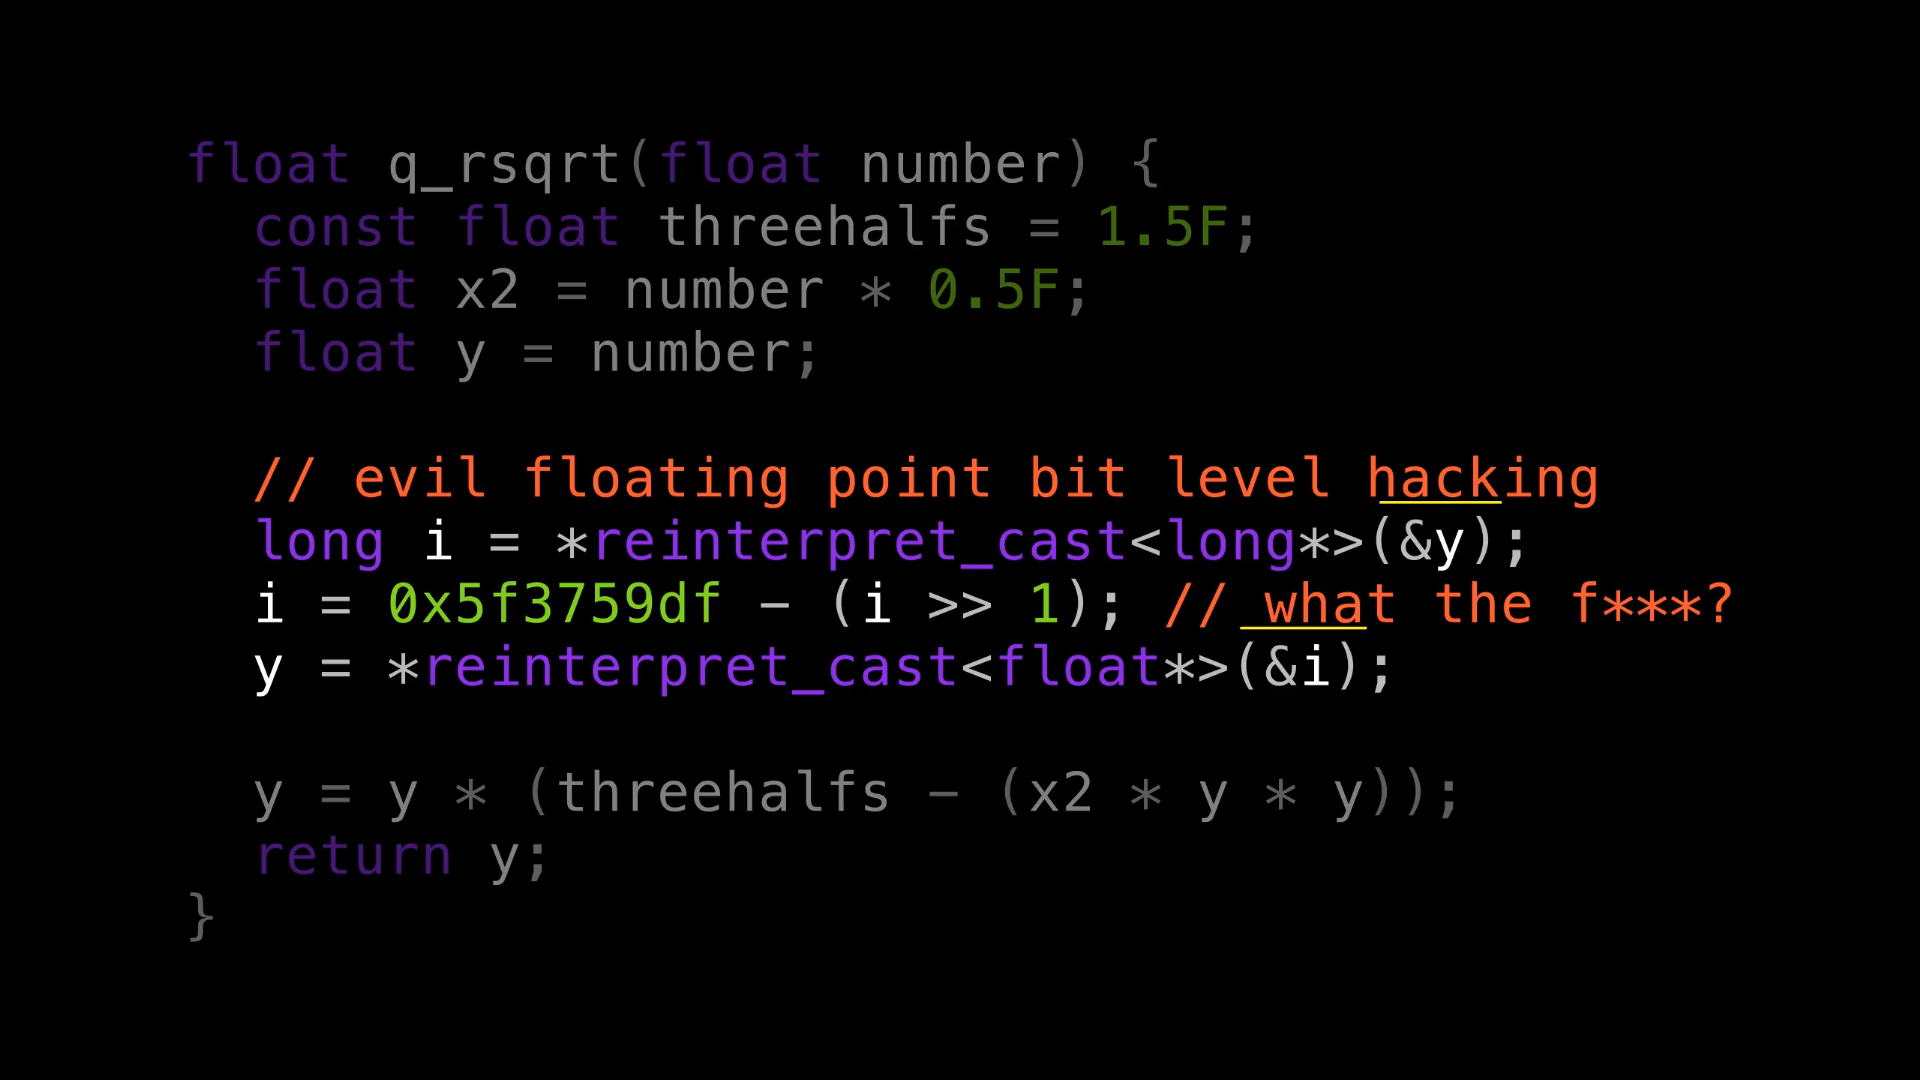 float q_rsqrt(float number) {
const float threehalfs = 1.5F;
float x2 = number * 0.5F;
float y = number;
// evil floating point bit level hacking
long i = *reinterpret_cast<long*>(&y);
i = 0x5f3759df - (i >> 1); // what the f***?
y = *reinterpret_cast<float*>(&i);
y = y * (threehalfs - (x2 * y * y));
return y;
}